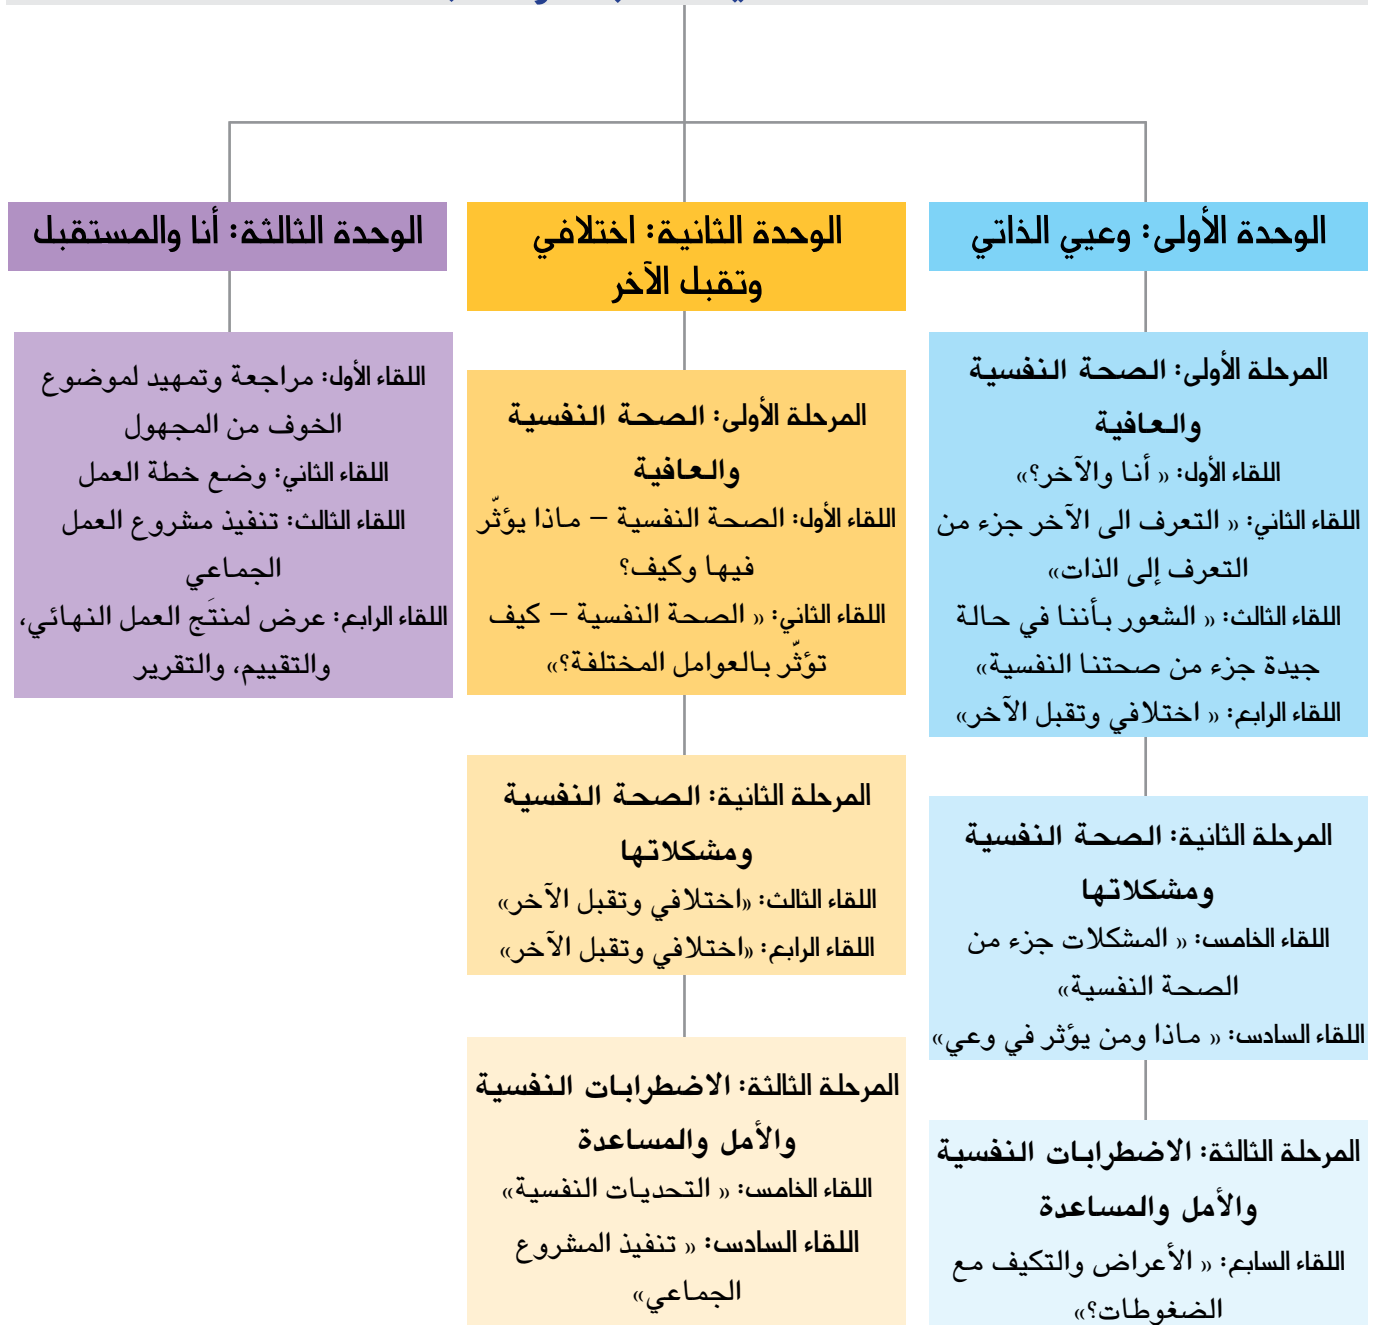 الوحدة الأولى: وعيي الذاتي
المرحلة الأولى: الصحة النفسية
والعافية
اللقاء الأول: « أنا والآخر؟»
اللقاء الثاني: « التعرف الى الآخر جزء من
التعرف إلى الذات»
اللقاء الثالث: « الشعور بأننا في حالة
جيدة جزء من صحتنا النفسية»
اللقاء الرابع: « اختلافي وتقبل الآخر»
المرحلة الثانية: الصحة النفسية
ومشكلاتها
اللقاء الخامس: « المشكلات جزء من
الصحة النفسية»
اللقاء السادس: « ماذا ومن يؤثر في وعي»
المرحلة الثالثة: الاضطرابات النفسية
والأمل والمساعدة
اللقاء السابع: « الأعراض والتكيف مع
الضغوطات؟»
الوحدة الثانية: اختلافي
وتقبل الآخر
المرحلة الأولى: الصحة النفسية
والعافية
اللقاء الأول: الصحة النفسية – ماذا يؤثّر
فيها وكيف؟
اللقاء الثاني: « الصحة النفسية – كيف
تؤثّر بالعوامل المختلفة؟»
المرحلة الثانية: الصحة النفسية
ومشكلاتها
اللقاء الثالث: «اختلافي وتقبل الآخر»
اللقاء الرابع: «اختلافي وتقبل الآخر»
المرحلة الثالثة: الاضطرابات النفسية
والأمل والمساعدة
اللقاء الخامس: « التحديات النفسية»
اللقاء السادس: « تنفيذ المشروع
الجماعي»
الوحدة الثالثة: أنا والمستقبل
اللقاء الأول: مراجعة وتمهيد لموضوع
الخوف من المجهول
اللقاء الثاني: وضع خطة العمل
اللقاء الثالث: تنفيذ مشروع العمل
الجماعي
اللقاء الرابع: عرض لمنتَج العمل النهائي،
والتقييم، والتقرير